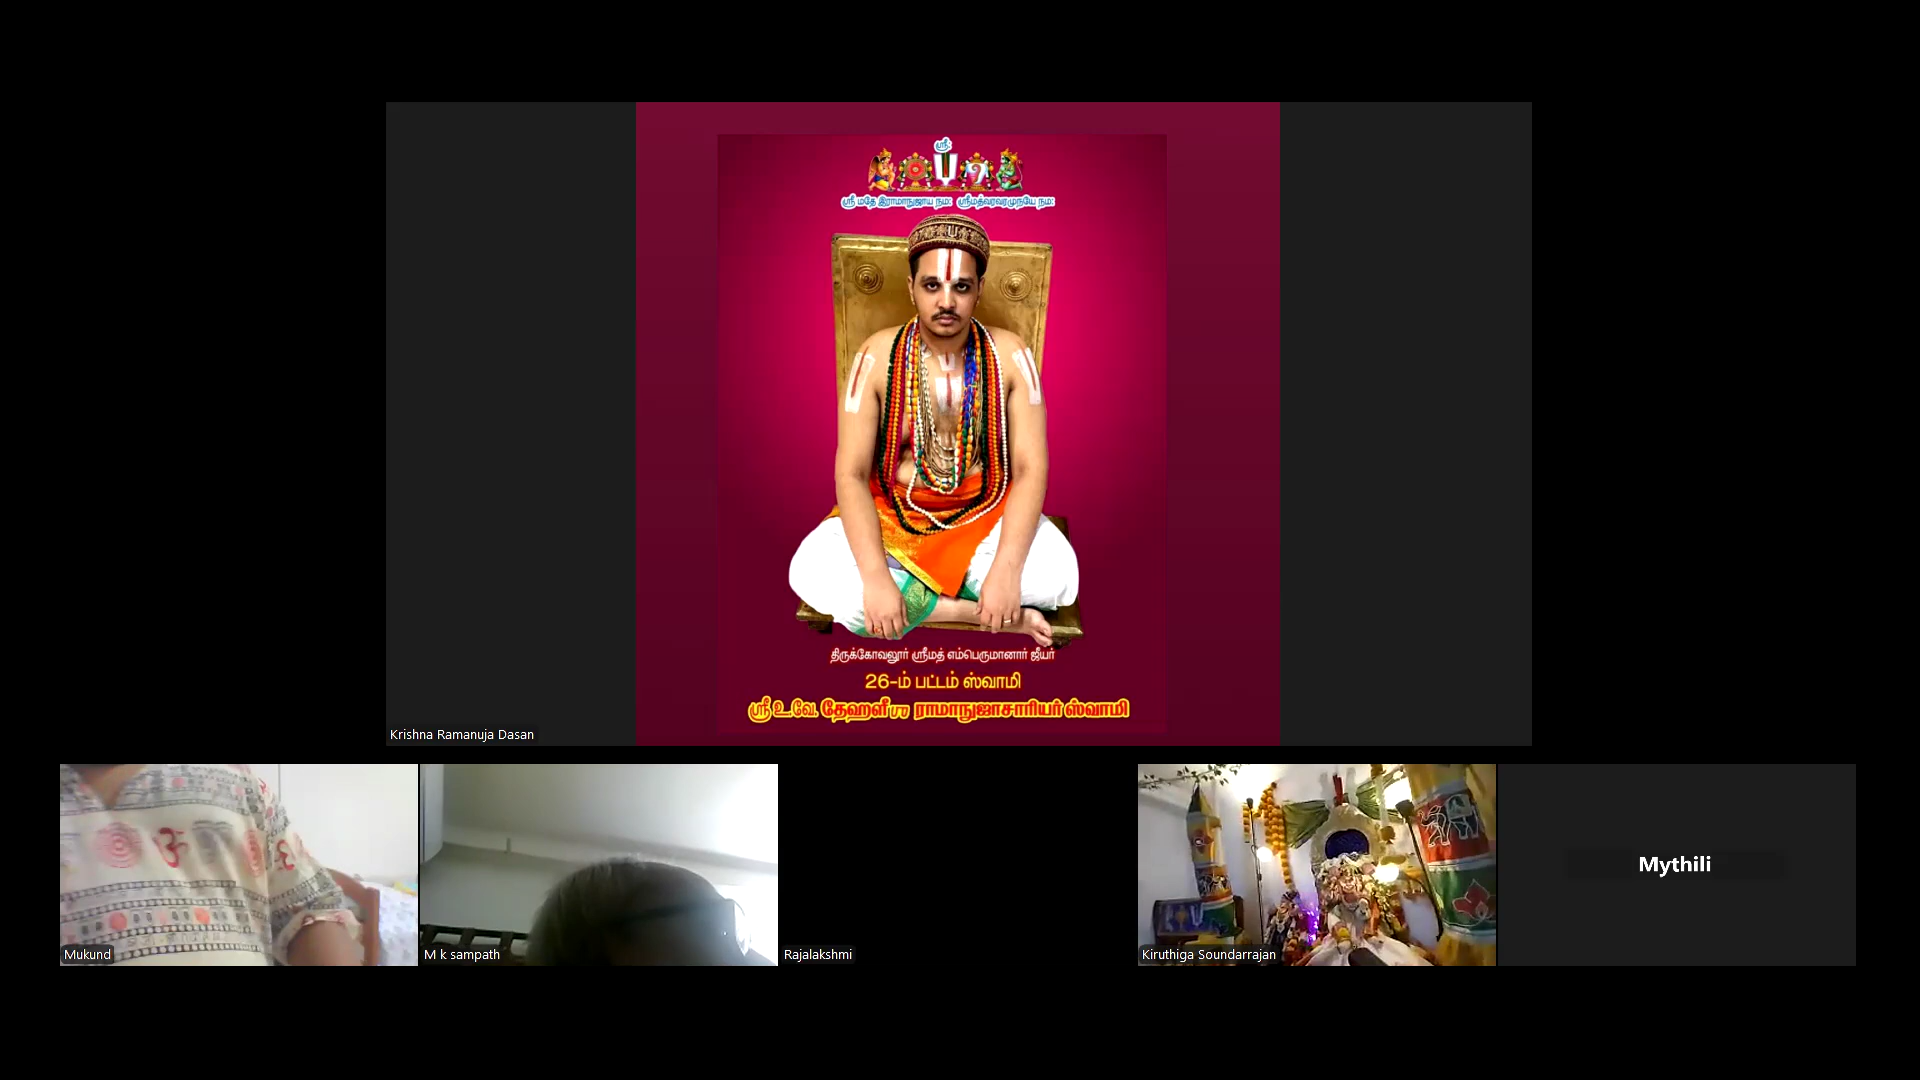 ஸ்ரீ:
ஸ்ரீ மதே இராமாநுஜாய நம: ஸ்ரீமத்வரவரமுநயே நம:
திருக்கோவலூர் ஸ்ரீமத் எம்பெருமானார் ஜீயர்
26-ம் பட்டம் ஸ்வாமி
ஸ்ரீ உ.வே. தேஹளீஶ ராமாநுஜாசாரியர் ஸ்வாமி
Krishna Ramanuja Dasan
Mukund
M k sampath
Rajalakshmi
Kiruthiga Soundarrajan
Mythili